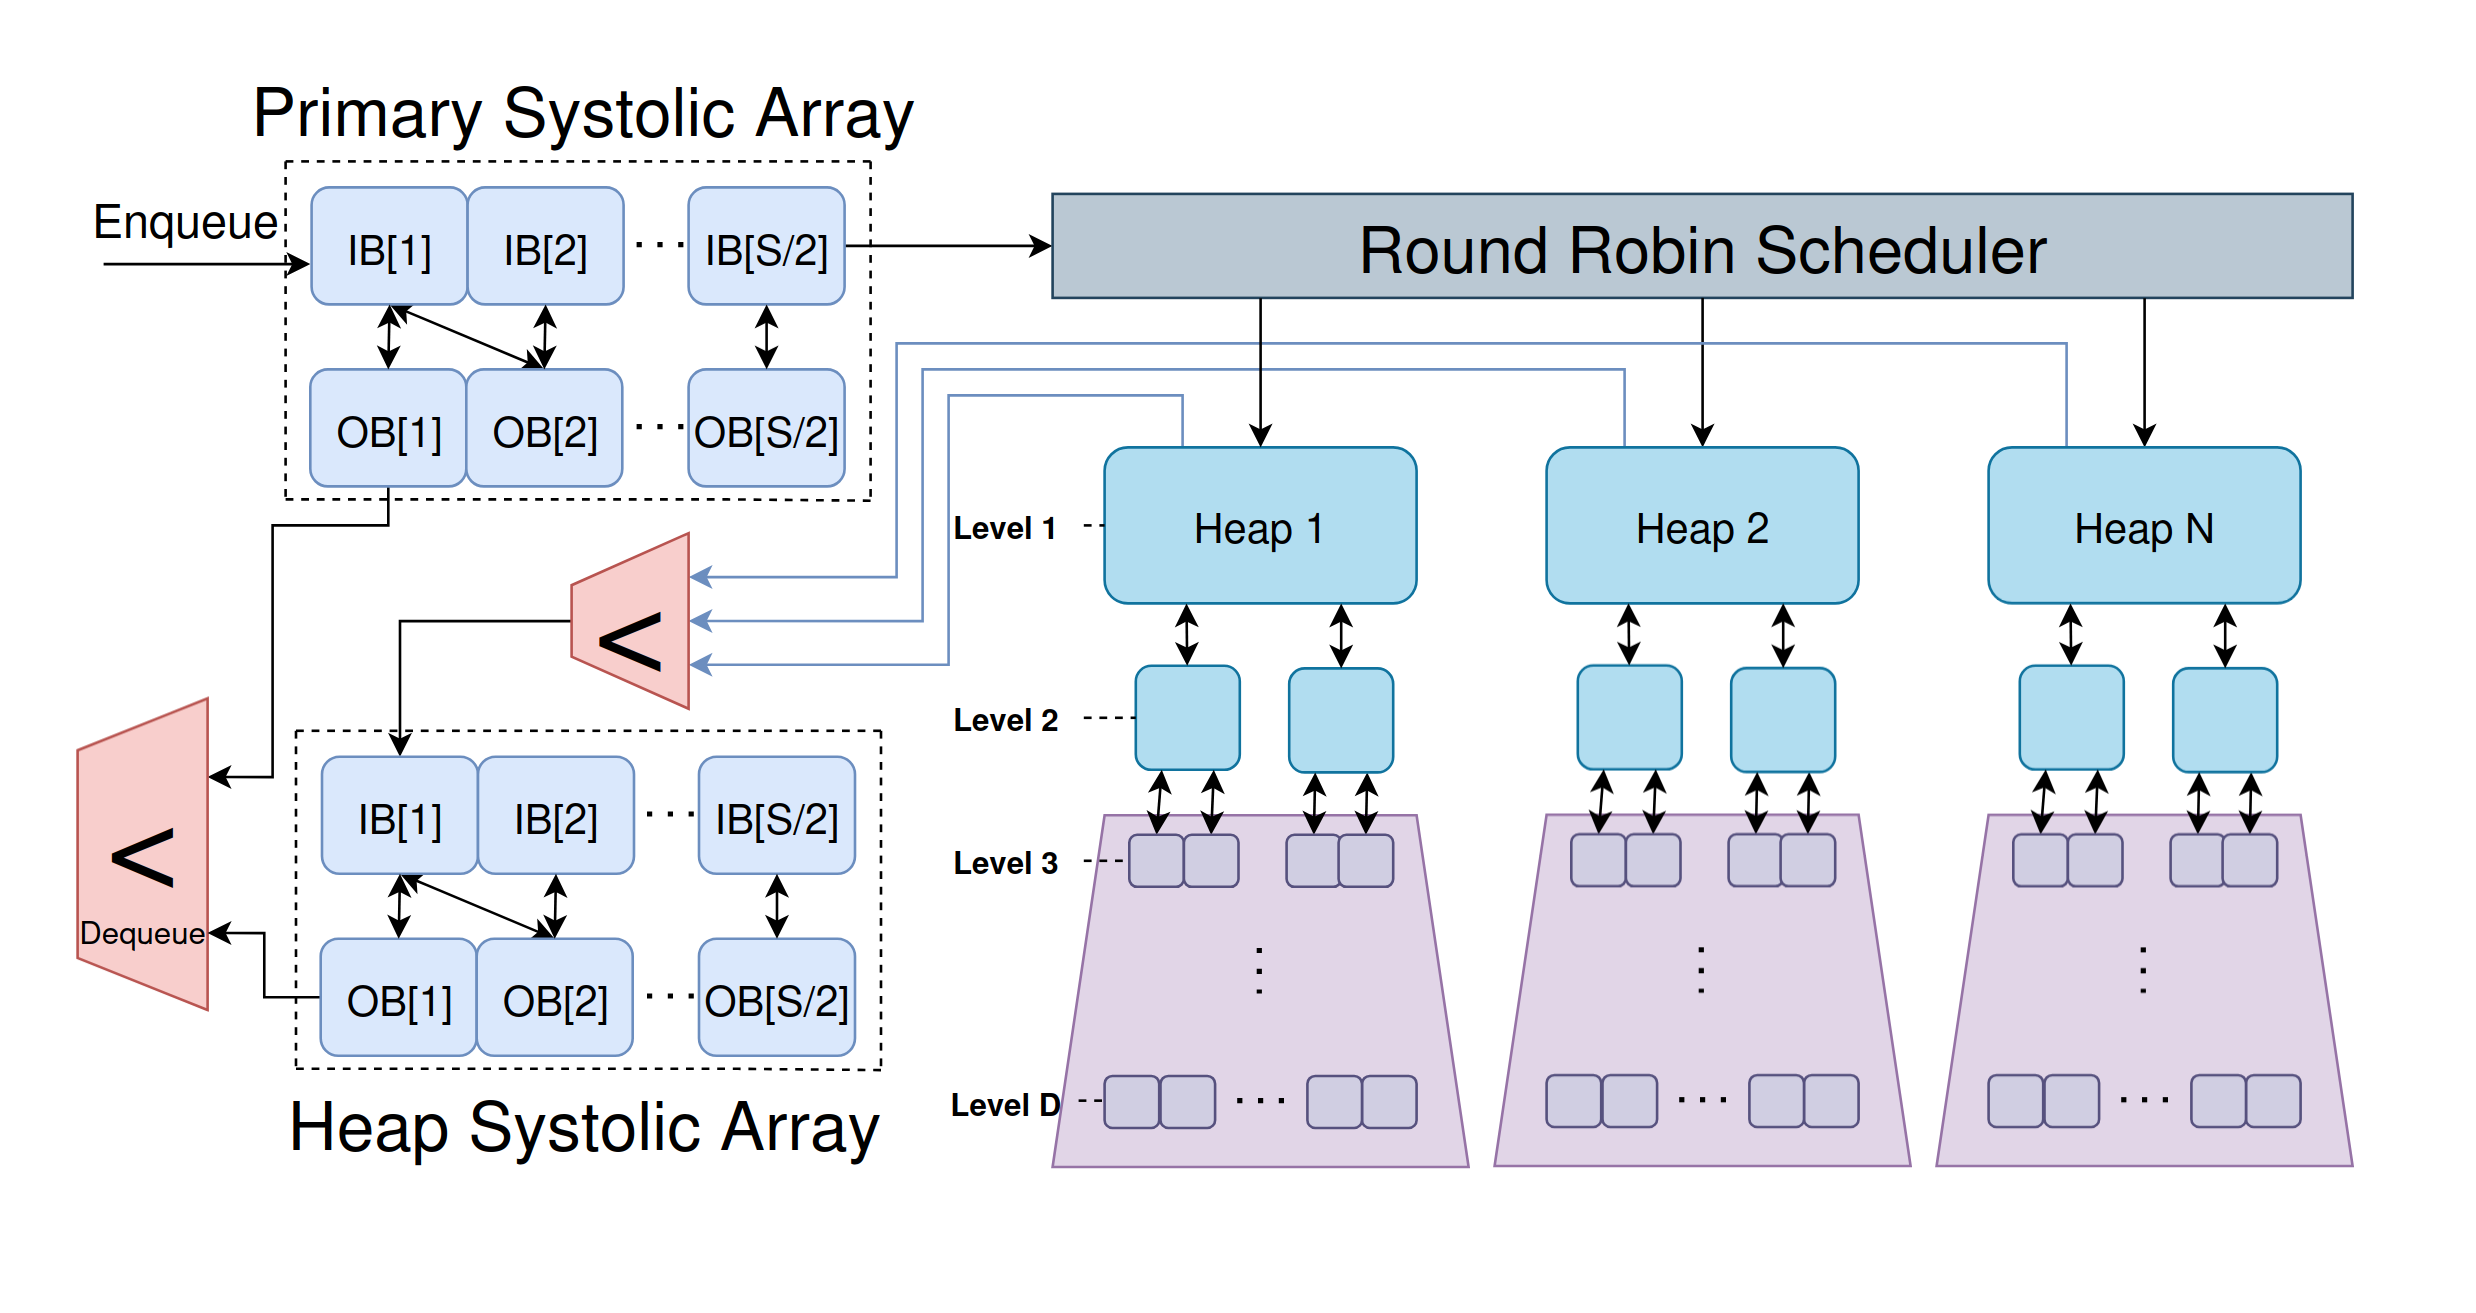 Primary Systolic Array
Enqueue
IB[1] IB[2] ... IB[S/2]
OB[1] OB[2] ... OB[S/2]
Round Robin Scheduler
Level 1 Heap 1 Heap 2 Heap N
<
Level 2
<
Dequeue
IB[1] IB[2] ... IB[S/2]
OB[1] OB[2] ... OB[S/2]
Level 3
Level D
Heap Systolic Array